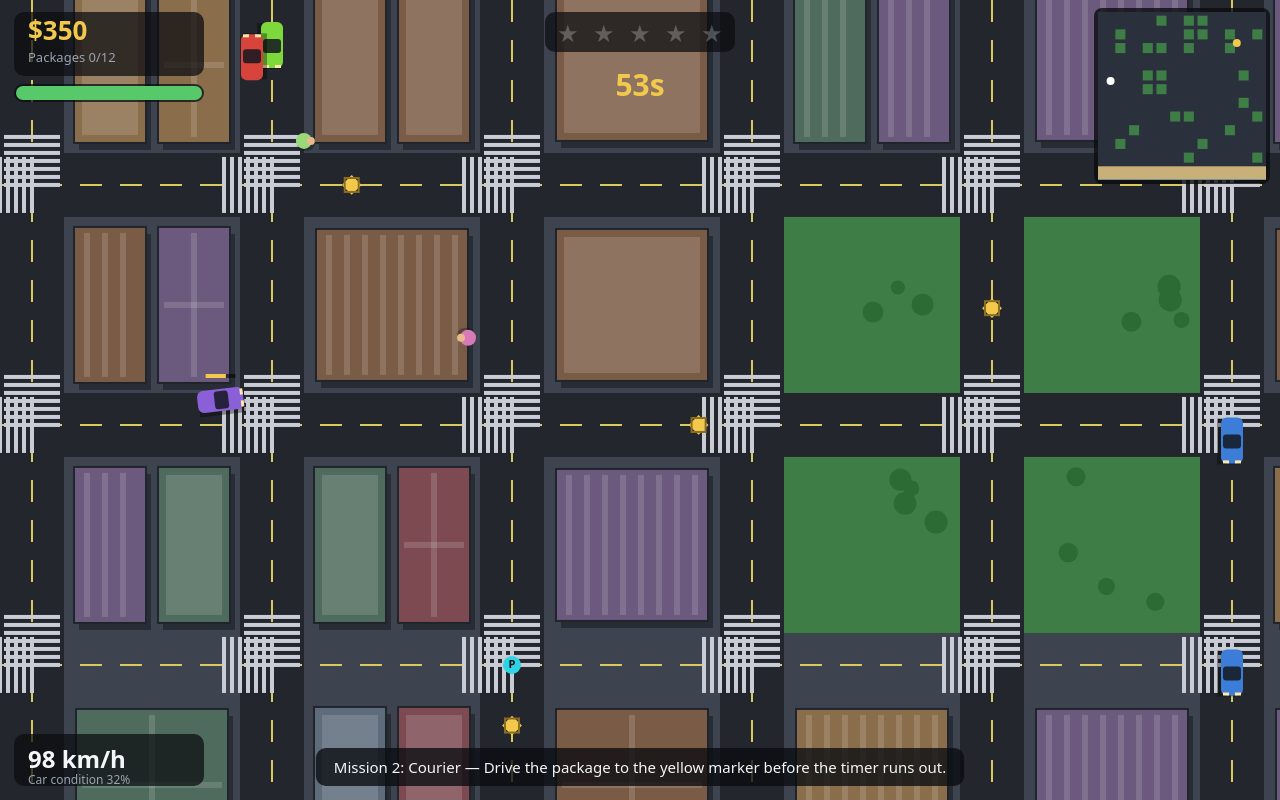 $350
Packages 0/12
53s
P
98 km/h
Car condition 32%
Mission 2: Courier — Drive the package to the yellow marker before the timer runs out.